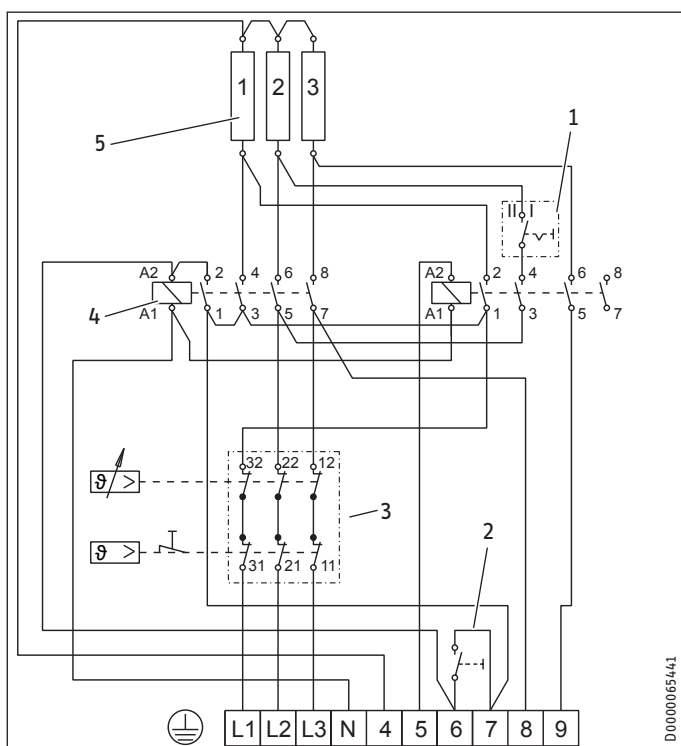 1 2 3
1
5
II I
A2 2 4 6 8 A2 2 4 6 8
4
A1 1 3 5 7 A1 1 3 5 7
32 22 12
ϑ >
3
2
ϑ >
31 21 11
L1 L2 L3 N 4 5 6 7 8 9
D0000065441